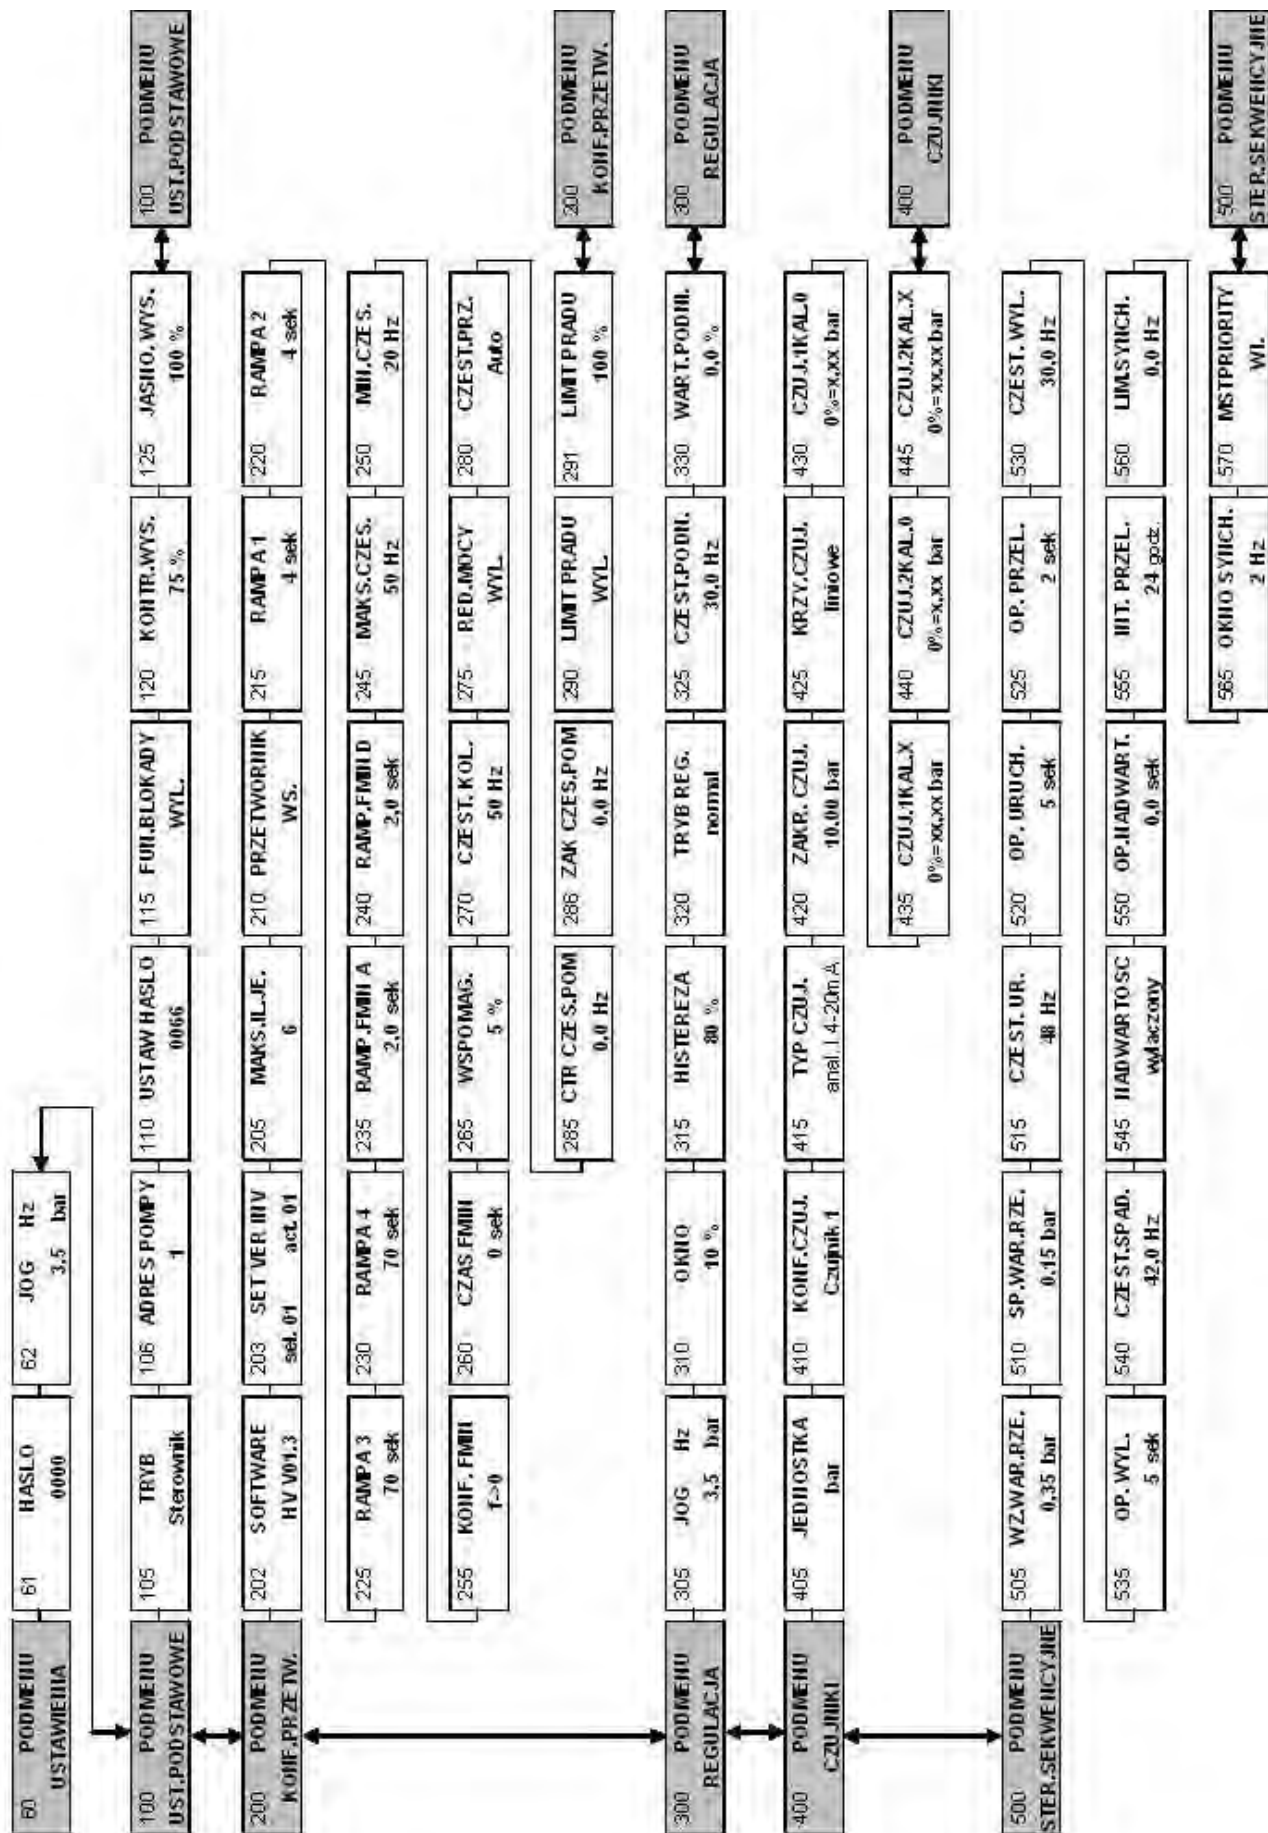 60 PODMENU
USTAWIENIA
61 HASLO
0000
62 JOG Hz
3,5 bar
100 PODMENU
UST.PODSTAWOWE
105 TRYB
Sterownik
106 ADRES POMPY
1
110 USTAW HASLO
0066
115 FUN.BLOKADY
WYL.
120 KONTR.WYS.
75 %
125 JASNO.WYS.
100 %
100 PODMENU
UST.PODSTAWOWE
200 PODMENU
KONF.PRZETW.
202 SOFTWARE
HV V01.3
203 SET VER INV
sel. 01 act. 01
205 MAKS.IL.JE.
6
210 PRZETWORNIK
WS.
215 RAMPA 1
4 sek
220 RAMPA 2
4 sek
225 RAMPA 3
70 sek
230 RAMPA 4
70 sek
235 RAMP.FMIN A
2,0 sek
240 RAMP.FMIN D
2,0 sek
245 MAKS.CZES.
50 Hz
250 MIN.CZES.
20 Hz
255 KONF. FMIN
f->0
260 CZAS.FMIN
0 sek
265 WSPOMAG.
5 %
270 CZEST. KOL.
50 Hz
275 RED.MOCY
WYL.
280 CZEST.PRZ.
Auto
285 CTR CZES.POM
0,0 Hz
286 ZAK CZES.POM
0,0 Hz
290 LIMIT PRADU
WYL.
291 LIMIT PRADU
100 %
200 PODMENU
KONF.PRZETW.
300 PODMENU
REGULACJA
305 JOG Hz
3,5 bar
310 OKNO
10 %
315 HISTEREZA
80 %
320 TRYB REG.
normal
325 CZEST.PODN.
30,0 Hz
330 WART.PODNI.
0,0 %
300 PODMENU
REGULACJA
400 PODMENU
CZUJNIKI
405 JEDNOSTKA
bar
410 KONF.CZUJ.
Czujnik 1
415 TYP CZUJ.
anal. I 4-20mA
420 ZAKR. CZUJ.
10,00 bar
425 KRZY.CZUJ.
liniowe
430 CZUJ.1KAL.0
0%=x,xx bar
435 CZUJ.1KAL.X
0%=xx,xx bar
440 CZUJ.2KAL.0
0%=x,xx bar
445 CZUJ.2KAL.X
0%=xx,xx bar
400 PODMENU
CZUJNIKI
500 PODMENU
STER.SEKWENCYJNE
505 WZ.WAR.RZE.
0,35 bar
510 SP.WAR.RZE.
0,15 bar
515 CZEST. UR.
48 Hz
520 OP. URUCH.
5 sek
525 OP. PRZEL.
2 sek
530 CZEST. WYL.
30,0 Hz
535 OP. WYL.
5 sek
540 CZEST.SPAD.
42,0 Hz
545 NADWARTOSC
wylaczony
550 OP.NADWART.
0,0 sek
555 INT. PRZEL.
24 godz.
560 LIM.SYNCH.
0,0 Hz
565 OKNO SYNCH.
2 Hz
570 MSTPRIORITY
Wl.
500 PODMENU
STER.SEKWENCYJNE